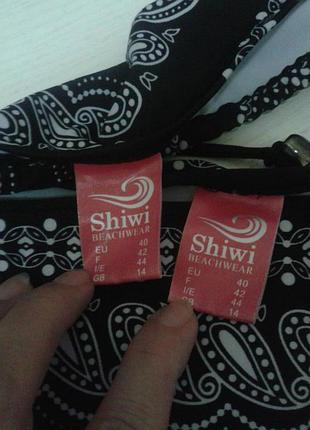 Shiwi
BEACHWEAR
EU 40
F 42
I/E 44
GB 14
Shiwi
BEACHWEAR
EU 40
F 42
I/E 44
GB 14